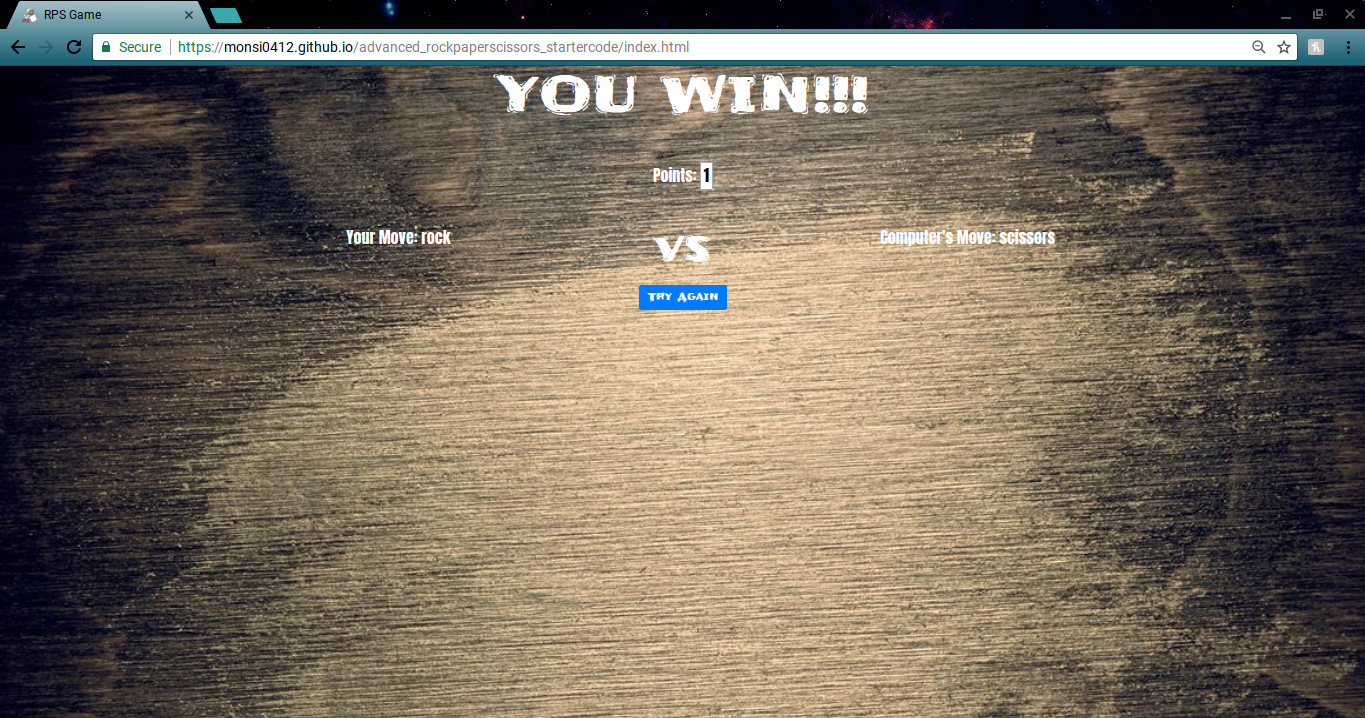 RPS Game
Secure https://monsi0412.github.io/advanced_rockpaperscissors_startercode/index.html
YOU WIN!!!
Points: 1
Your Move: rock
VS
Computer's Move: scissors
Try Again